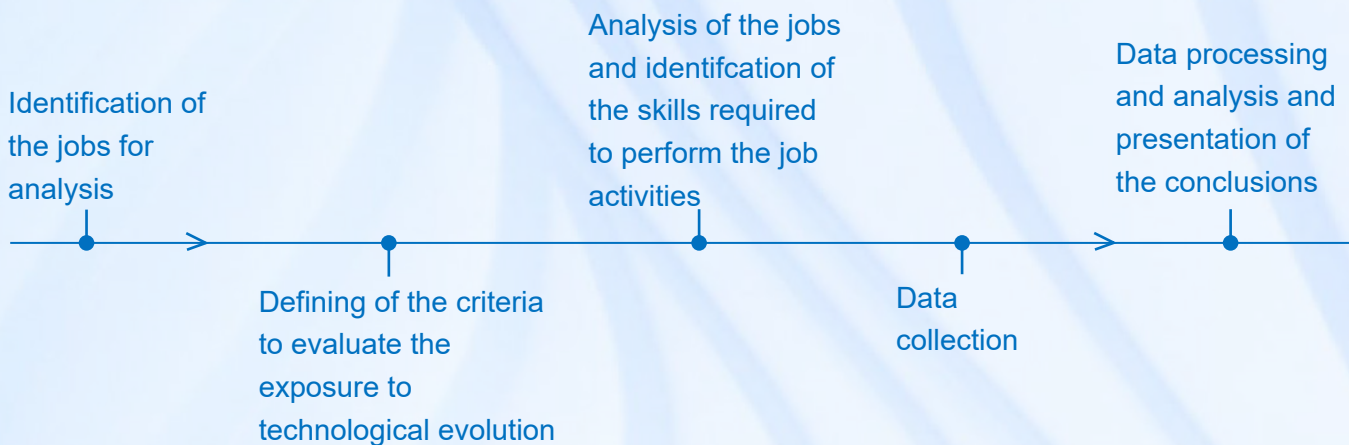 Identification of
the jobs for
analysis
Defining of the criteria
to evaluate the
exposure to
technological evolution
Analysis of the jobs
and identifcation of
the skills required
to perform the job
activities
Data
collection
Data processing
and analysis and
presentation of
the conclusions